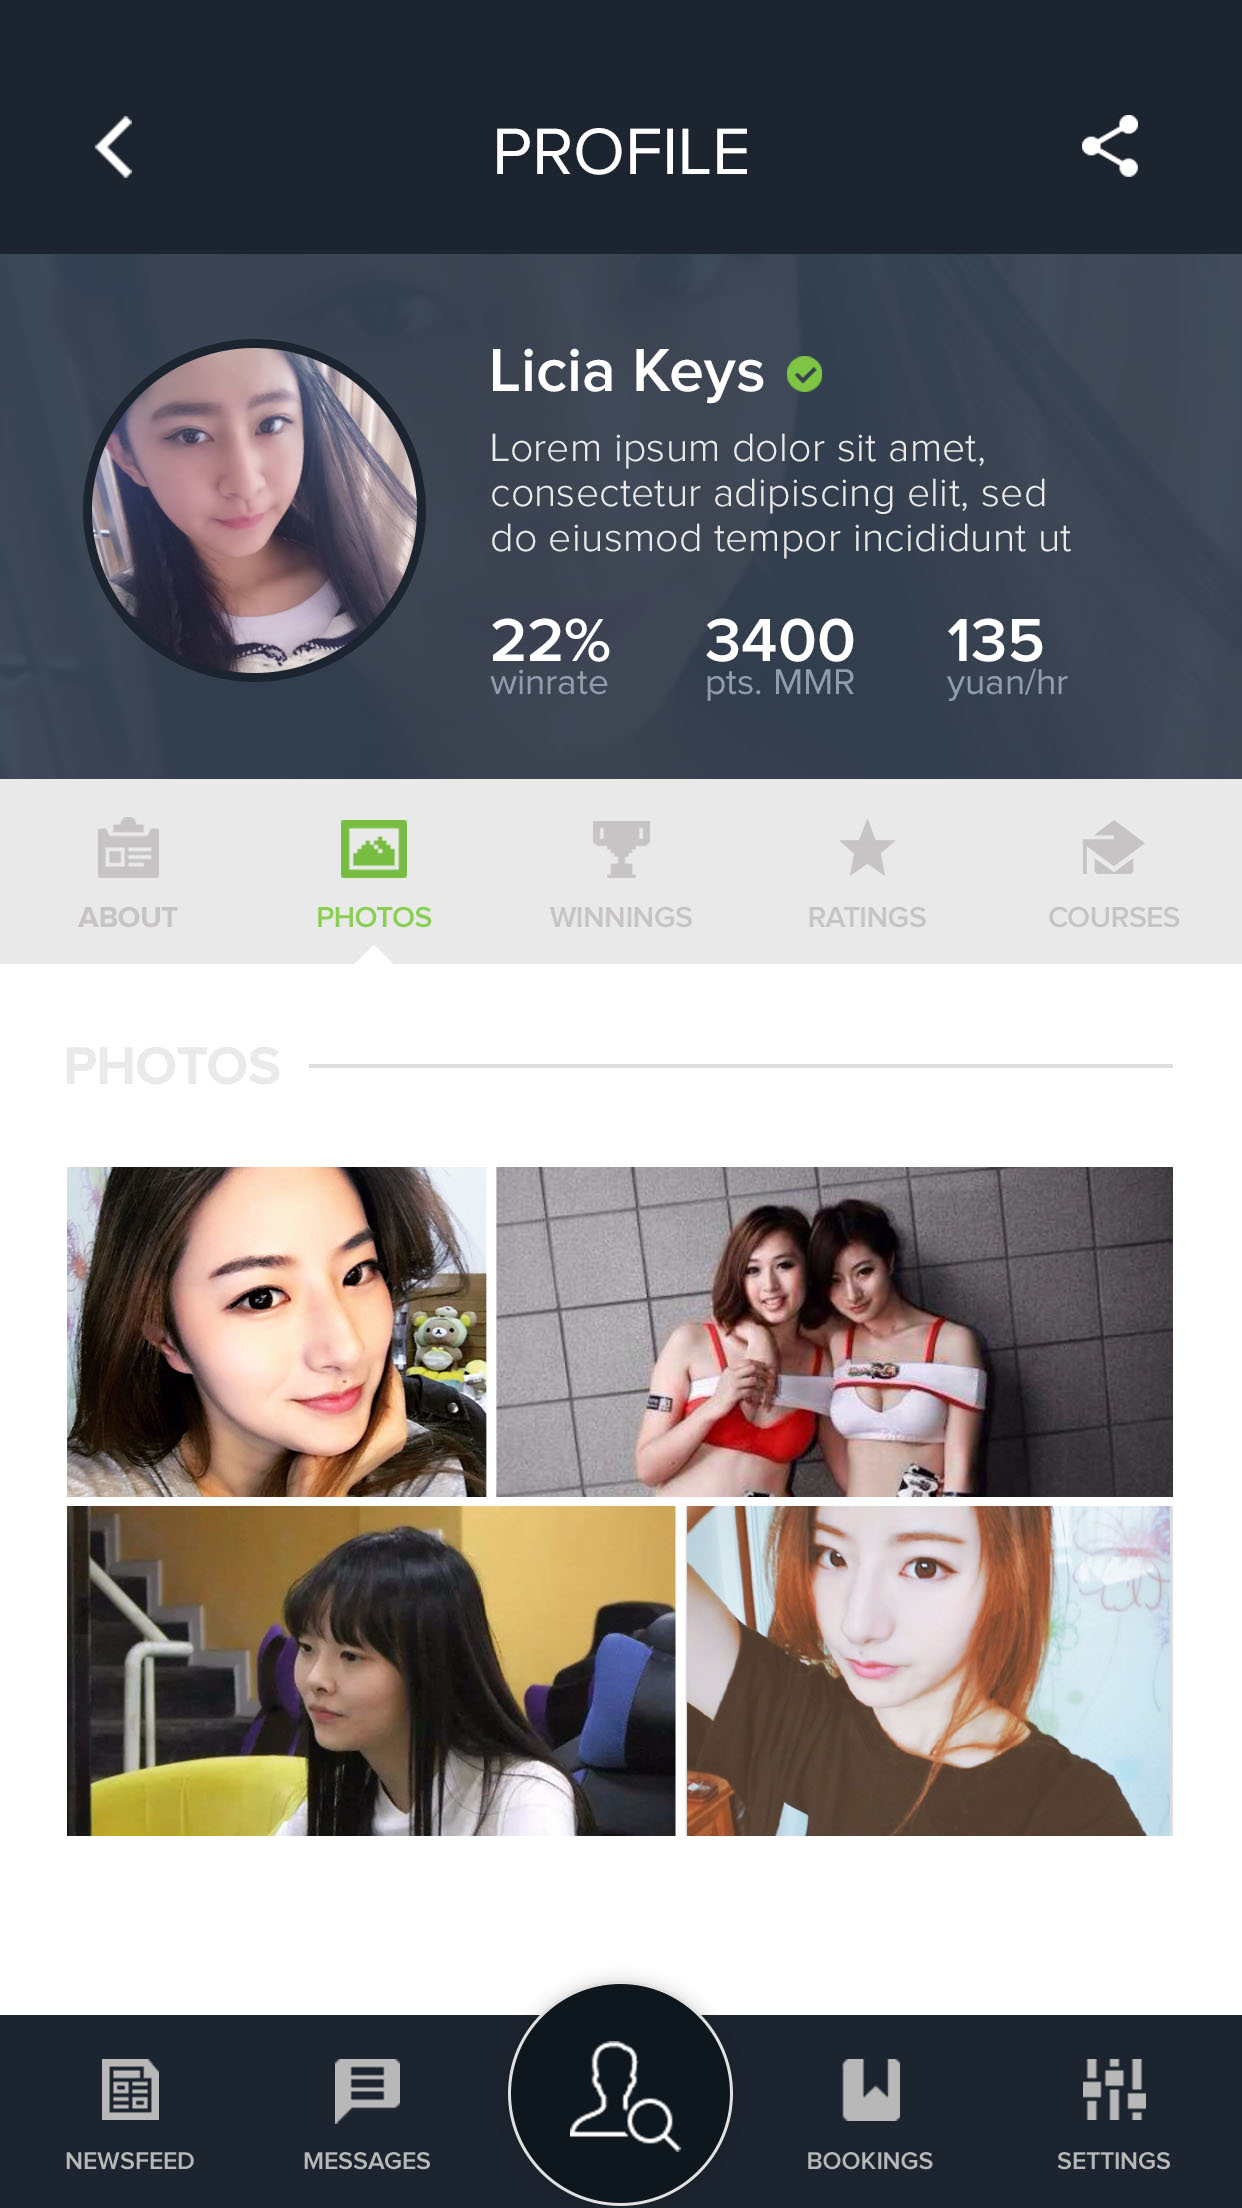 PROFILE
Licia Keys
Lorem ipsum dolor sit amet,
consectetur adipiscing elit, sed
do eiusmod tempor incididunt ut
22% 3400 135
winrate pts. MMR yuan/hr
ABOUT PHOTOS WINNINGS RATINGS COURSES
PHOTOS
NEWSFEED MESSAGES BOOKINGS SETTINGS